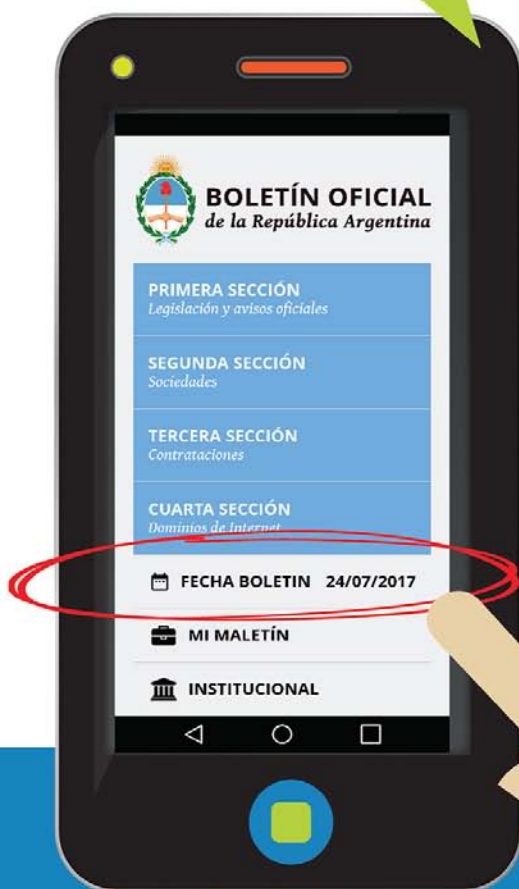 BOLETÍN OFICIAL
de la República Argentina
PRIMERA SECCIÓN
Legislación y avisos oficiales
SEGUNDA SECCIÓN
Sociedades
TERCERA SECCIÓN
Contrataciones
CUARTA SECCIÓN
Dominios de Internet
FECHA BOLETIN 24/07/2017
MI MALETÍN
INSTITUCIONAL